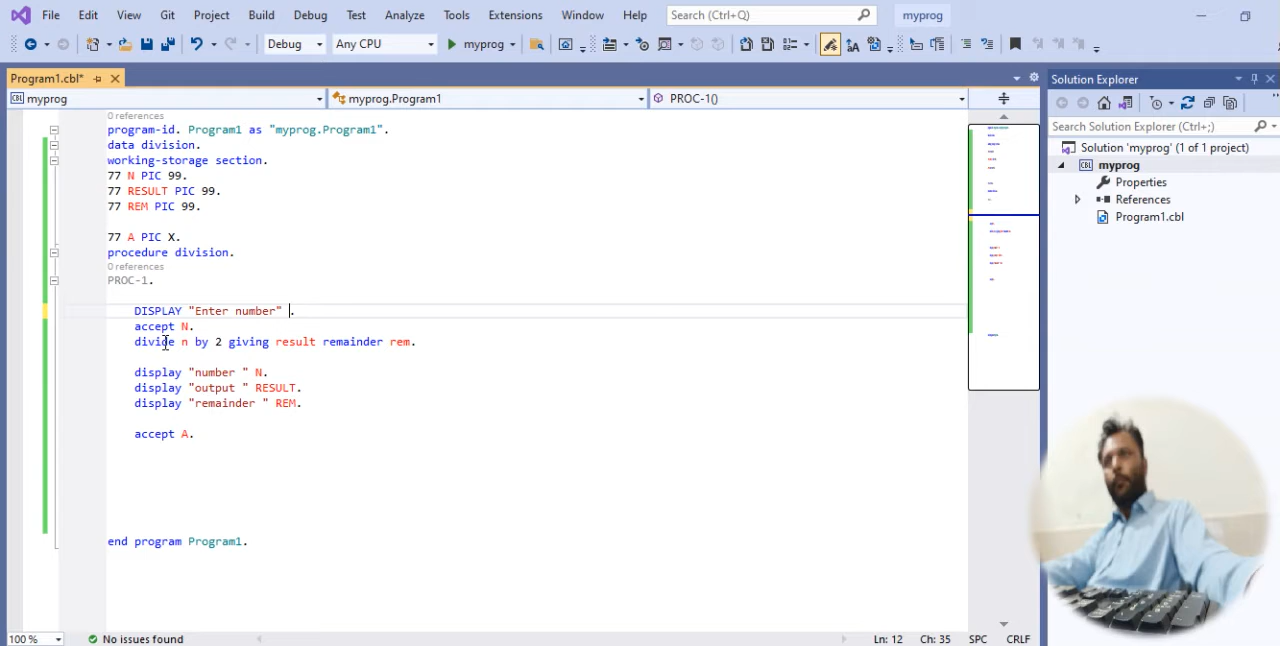 File Edit View Git Project Build Debug Test Analyze Tools Extensions Window Help Search (Ctrl+Q) myprog
Debug Any CPU myprog
Program1.cbl*
myprog myprog.Program1 PROC-1()
0 references
program-id. Program1 as "myprog.Program1".
data division.
working-storage section.
77 N PIC 99.
77 RESULT PIC 99.
77 REM PIC 99.
77 A PIC X.
procedure division.
0 references
PROC-1.
DISPLAY "Enter number" .
accept N.
divide n by 2 giving result remainder rem.
display "number " N.
display "output " RESULT.
display "remainder " REM.
accept A.
end program Program1.
100 % No issues found Ln: 12 Ch: 35 SPC CRLF
Solution Explorer
Search Solution Explorer (Ctrl+;)
Solution 'myprog' (1 of 1 project)
CBL myprog
Properties
References
Program1.cbl